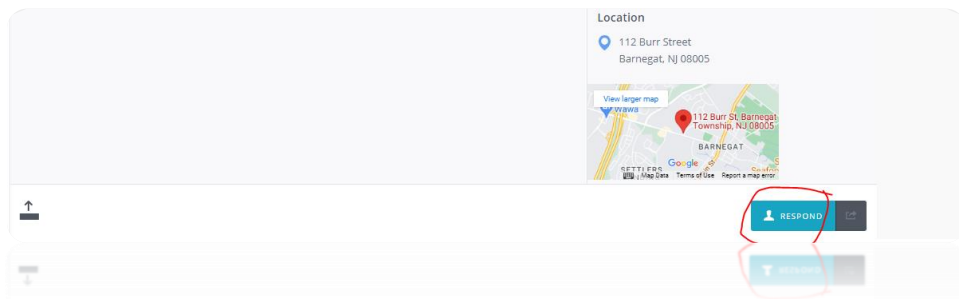 Location
112 Burr Street
Barnegat, NJ 08005
View larger map
Wawa
112 Burr St, Barnegat
Township, NJ 08005
BARNEGAT
SETTLERS
Google
Map Data Terms of Use Report a map error
RESPOND